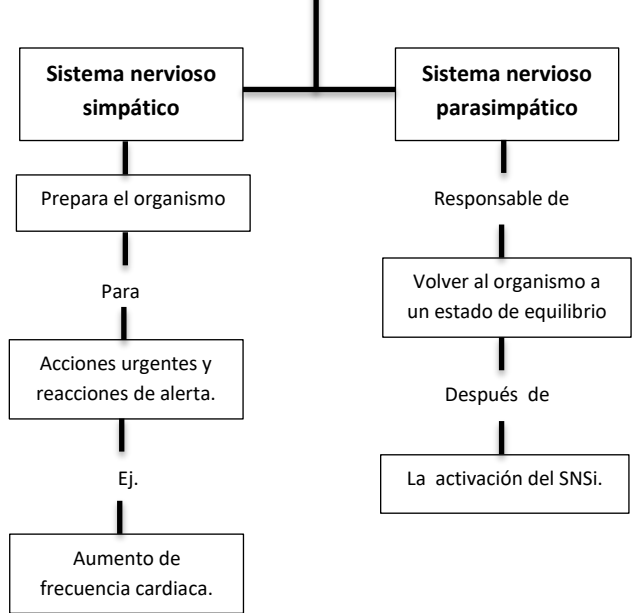 Sistema nervioso
simpático
Prepara el organismo
Para
Acciones urgentes y
reacciones de alerta.
Ej.
Aumento de
frecuencia cardiaca.
Sistema nervioso
parasimpático
Responsable de
Volver al organismo a
un estado de equilibrio
Después de
La activación del SNSi.